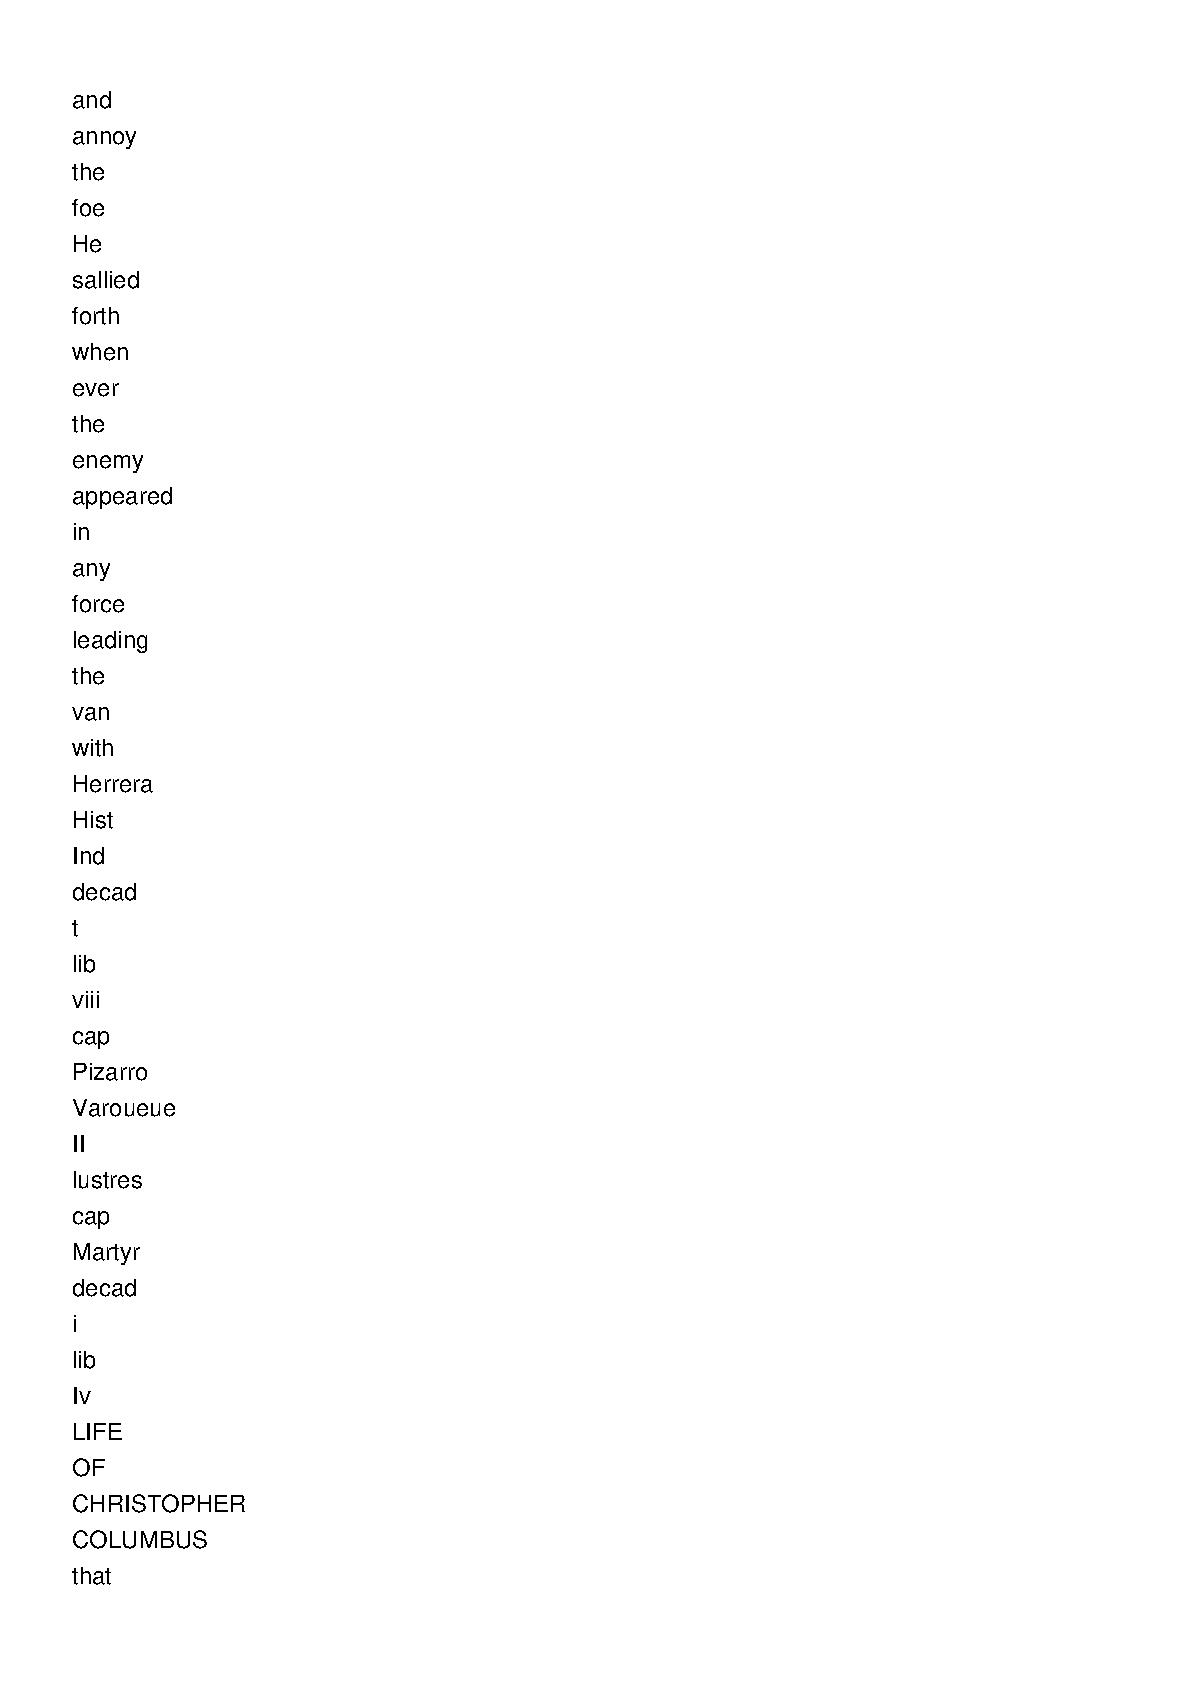 and
annoy
the
foe
He
sallied
forth
when
ever
the
enemy
appeared
in
any
force
leading
the
van
with
Herrera
Hist
Ind
decad
t
lib
viii
cap
Pizarro
Varoueue
II
lustres
cap
Martyr
decad
i
lib
Iv
LIFE
OF
CHRISTOPHER
COLUMBUS
that